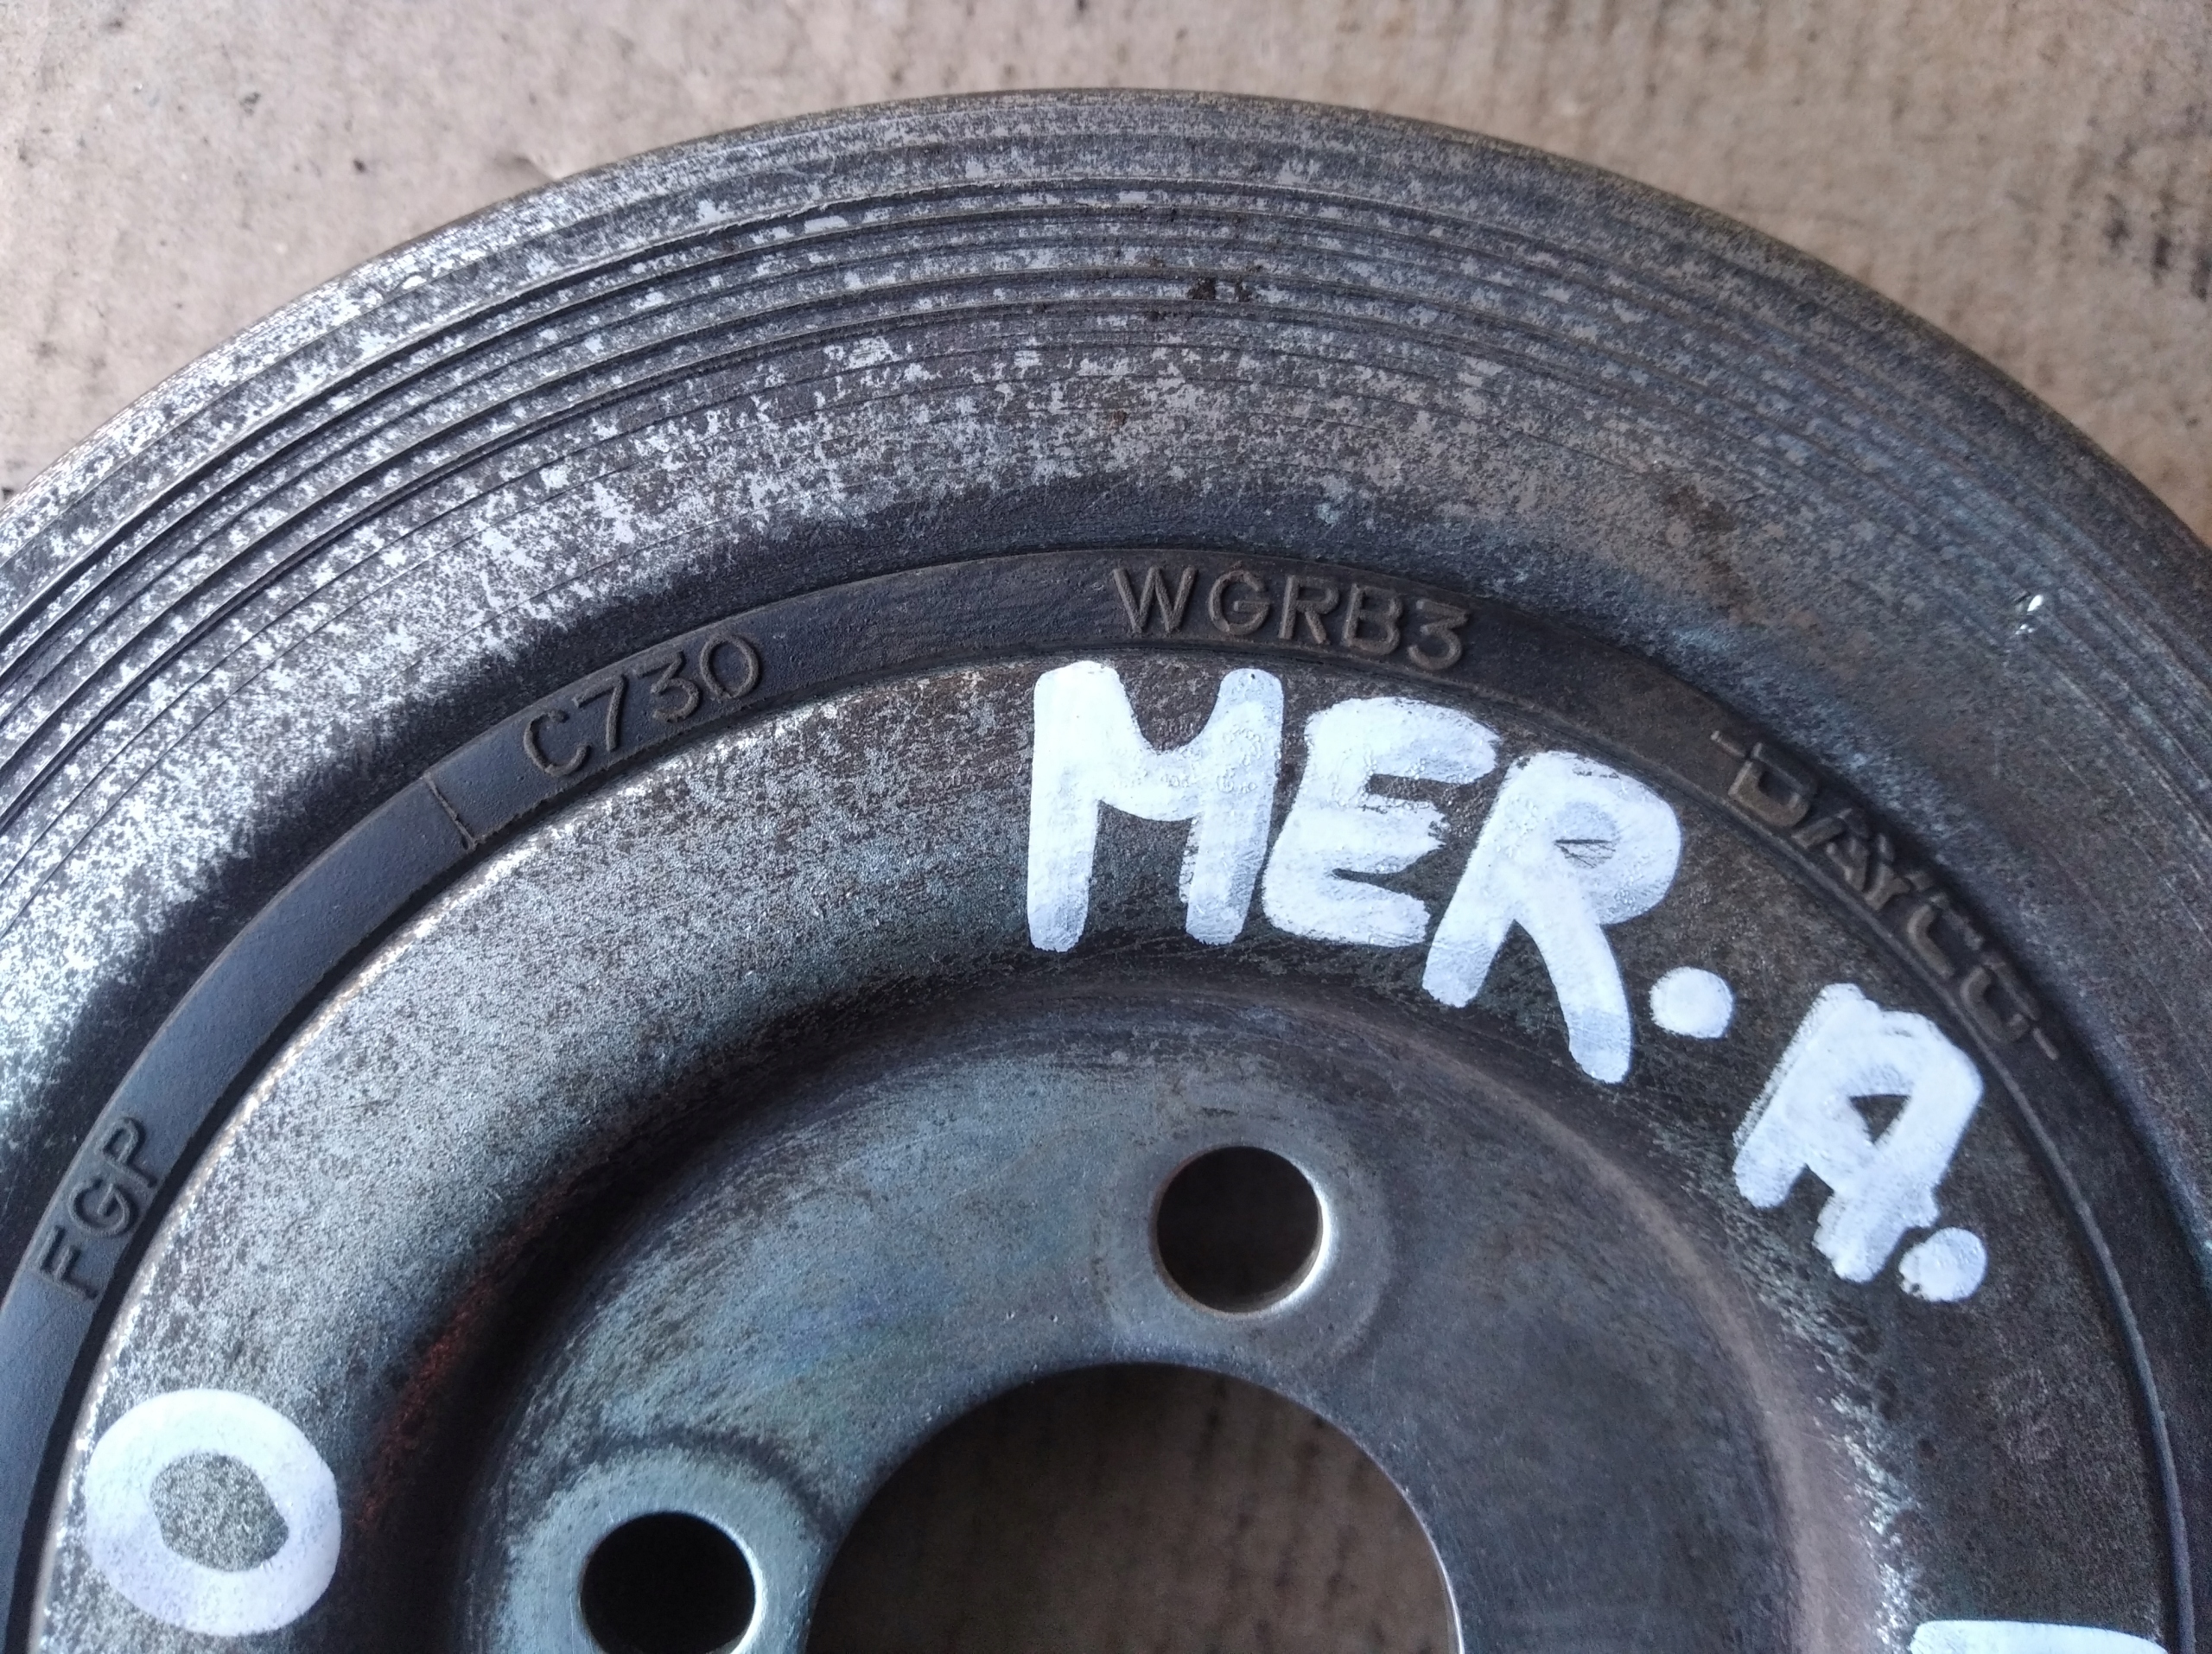 FGP
C730
WGRB3
-DAYCO-
MER. A.
O